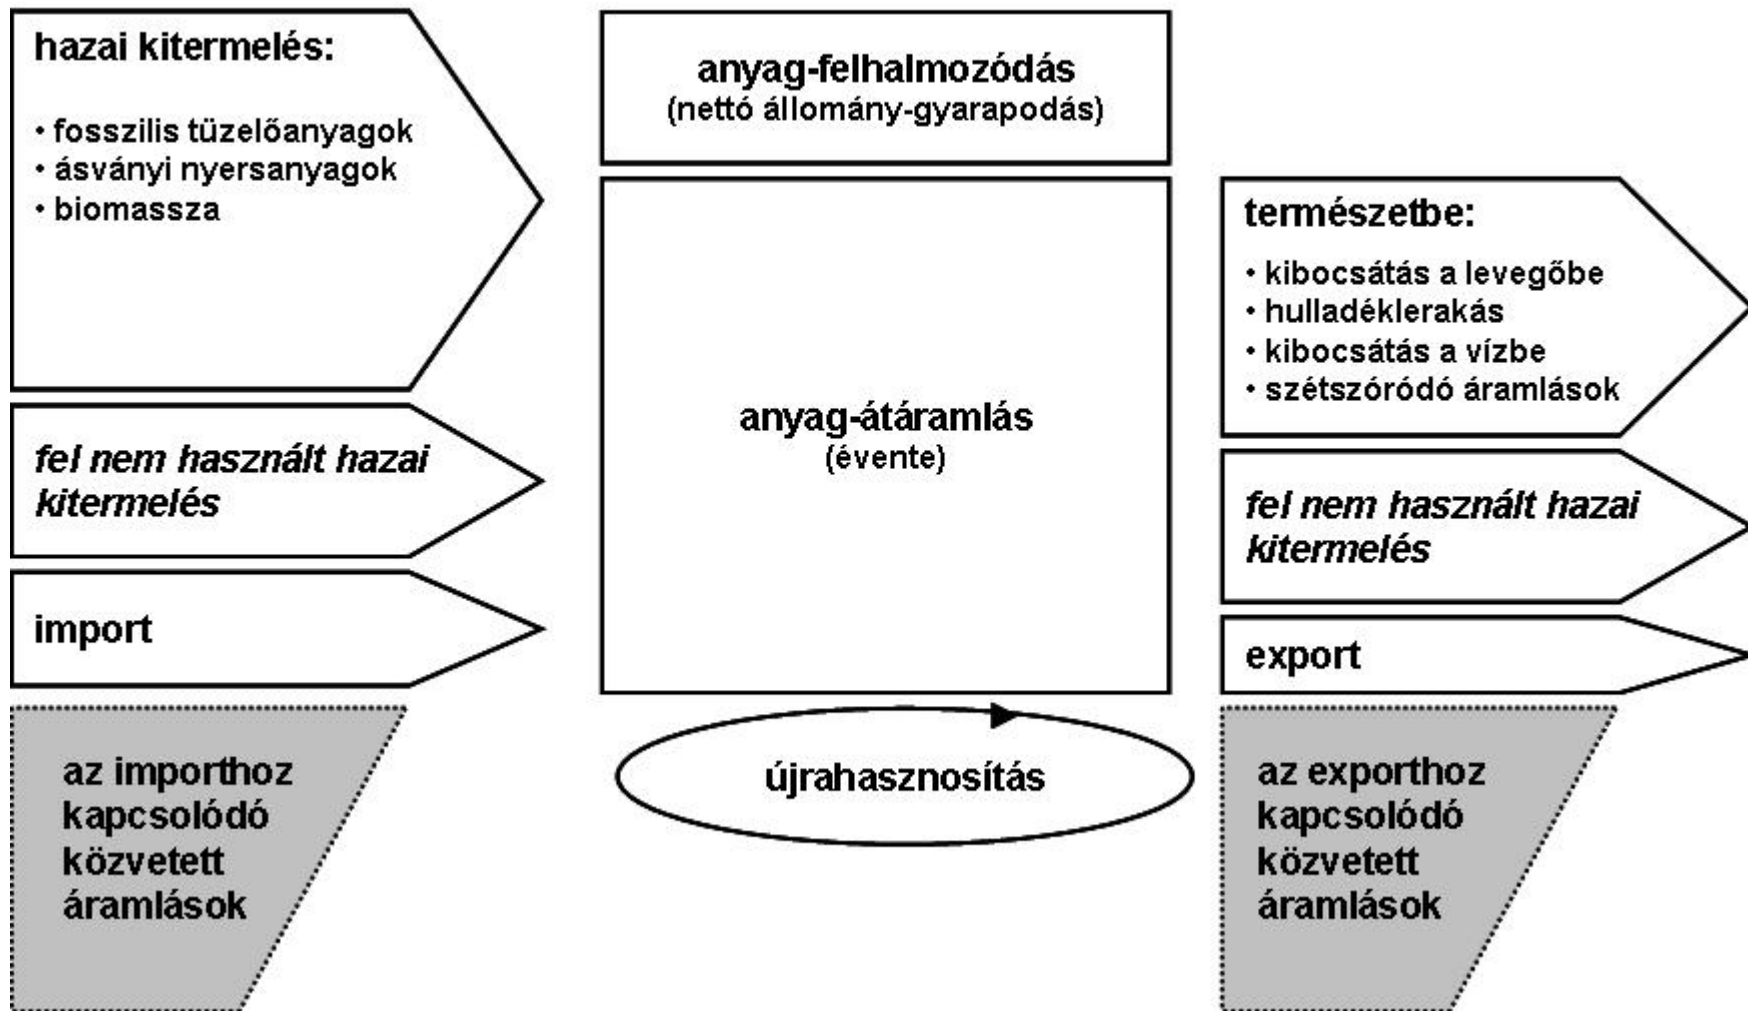 hazai kitermelés:
• fosszilis tüzelőanyagok
• ásványi nyersanyagok
• biomassza
fel nem használt hazai
kitermelés
import
az importhoz
kapcsolódó
közvetett
áramlások
anyag-felhalmozódás
(nettó állomány-gyarapodás)
anyag-átáramlás
(évente)
újrahasznosítás
természetbe:
• kibocsátás a levegőbe
• hulladéklerakás
• kibocsátás a vízbe
• szétszóródó áramlások
fel nem használt hazai
kitermelés
export
az exporthoz
kapcsolódó
közvetett
áramlások